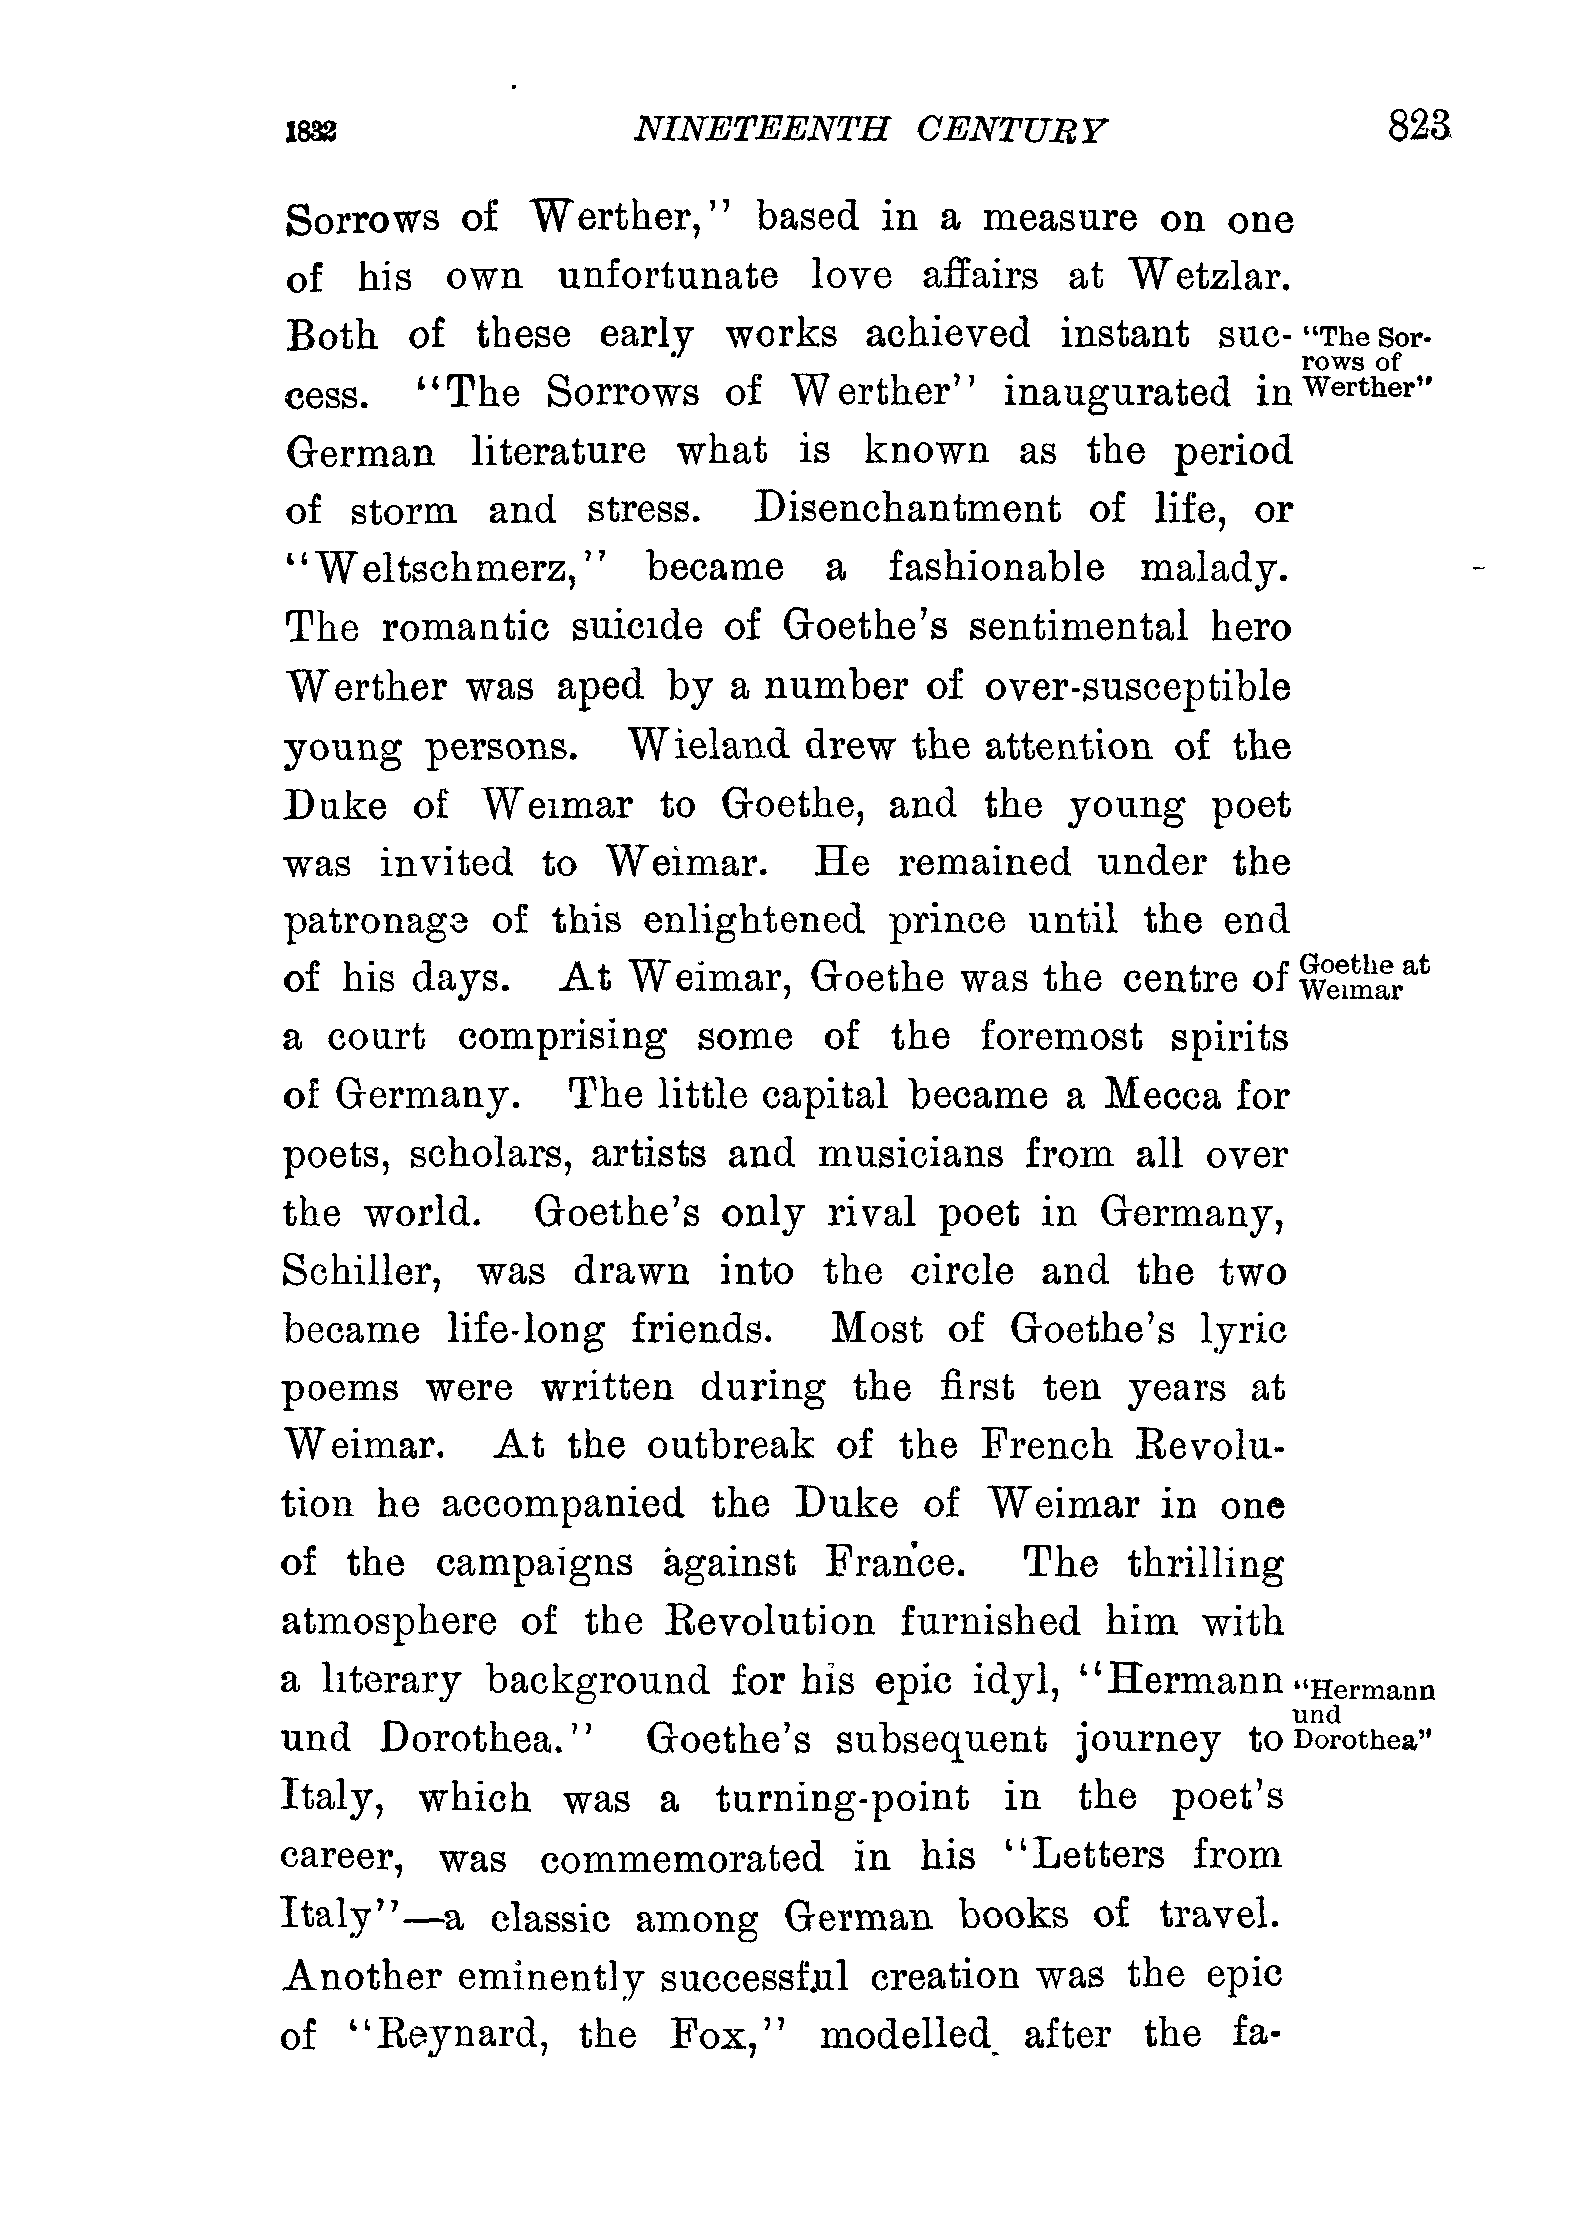 1832 NINETEENTH CENTURY 823
Sorrows of Werther," based in a measure on one
of his own unfortunate love affairs at Wetzlar.
Both of these early works achieved instant suc-
cess. "The Sorrows of Werther" inaugurated in
"The Sor-
rows of
Werther"
German literature what is known as the period
of storm and stress. Disenchantment of life, or
"Weltschmerz," became a fashionable malady.
The romantic suicide of Goethe's sentimental hero
Werther was aped by a number of over-susceptible
young persons. Wieland drew the attention of the
Duke of Weimar to Goethe, and the young poet
was invited to Weimar. He remained under the
patronage of this enlightened prince until the end
of his days. At Weimar, Goethe was the centre of
Goethe at
Weimar
a court comprising some of the foremost spirits
of Germany. The little capital became a Mecca for
poets, scholars, artists and musicians from all over
the world. Goethe's only rival poet in Germany,
Schiller, was drawn into the circle and the two
became life-long friends. Most of Goethe's lyric
poems were written during the first ten years at
Weimar. At the outbreak of the French Revolu-
tion he accompanied the Duke of Weimar in one
of the campaigns against France. The thrilling
atmosphere of the Revolution furnished him with
a literary background for his epic idyl, "Hermann
und Dorothea." Goethe's subsequent journey to
"Hermann
und
Dorothea"
Italy, which was a turning-point in the poet's
career, was commemorated in his "Letters from
Italy"—a classic among German books of travel.
Another eminently successful creation was the epic
of "Reynard, the Fox," modelled after the fa-